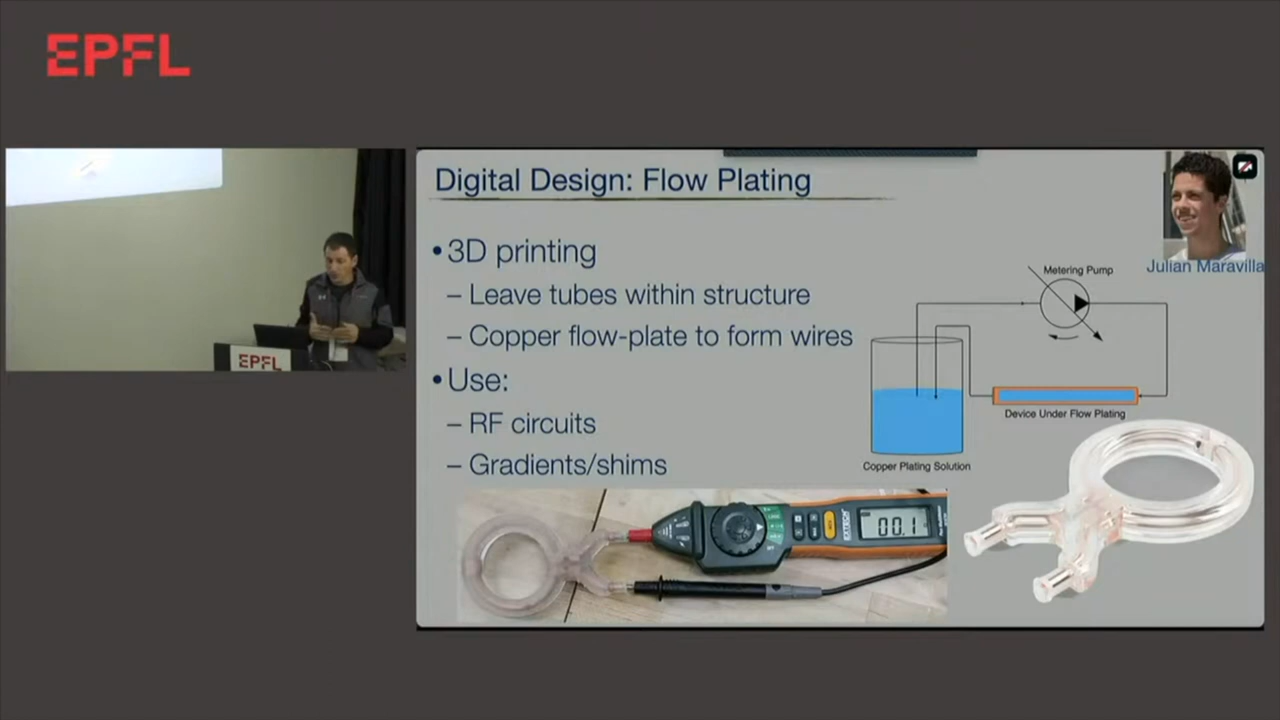 EPFL
EPFL
Digital Design: Flow Plating
Julian Maravilla
•3D printing
– Leave tubes within structure
– Copper flow-plate to form wires
•Use:
– RF circuits
– Gradients/shims
Metering Pump
Device Under Flow Plating
Copper Plating Solution
EXTECH
00.1